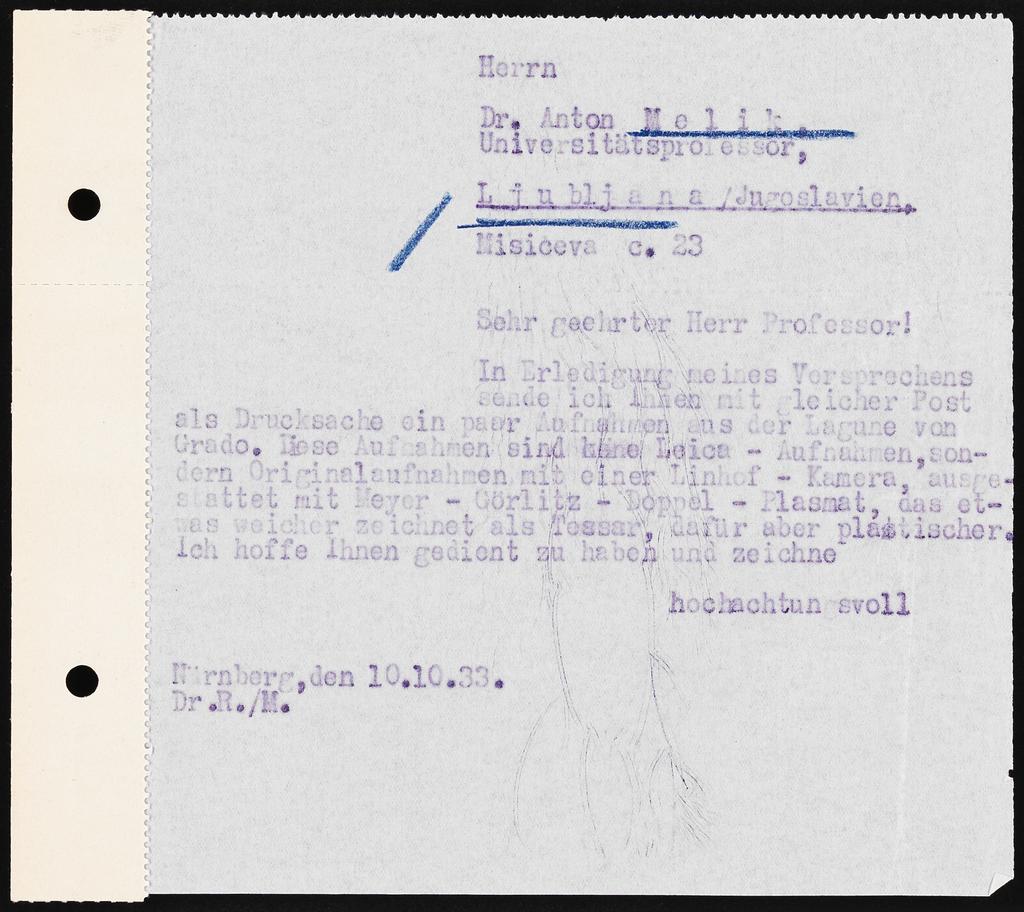 Herrn
Dr. Anton M e l i k .
Universitätsprofessor,
L j u bl j a n a /Jugoslavien.
Misiceva c. 23
Sehr geehrter Herr Professor!
In Erledigung meines Versprechens
sende ich Ihnen mit gleicher Post
als Drucksache ein paar Aufnahmen aus der Lagune von
Grado. Diese Aufnahmen sind keine Leica - Aufnahmen,son-
dern Originalaufnahmen mit einer Linhof - Kamera, ausge-
stattet mit Meyer - Görlitz - Doppel - Plasmat, das et-
was weicher zeichnet als Tessar, dafür aber plastischer.
Ich hoffe Ihnen gedient zu haben und zeichne
hochachtungsvoll
Nürnberg,den 10.10.33.
Dr.R./M.